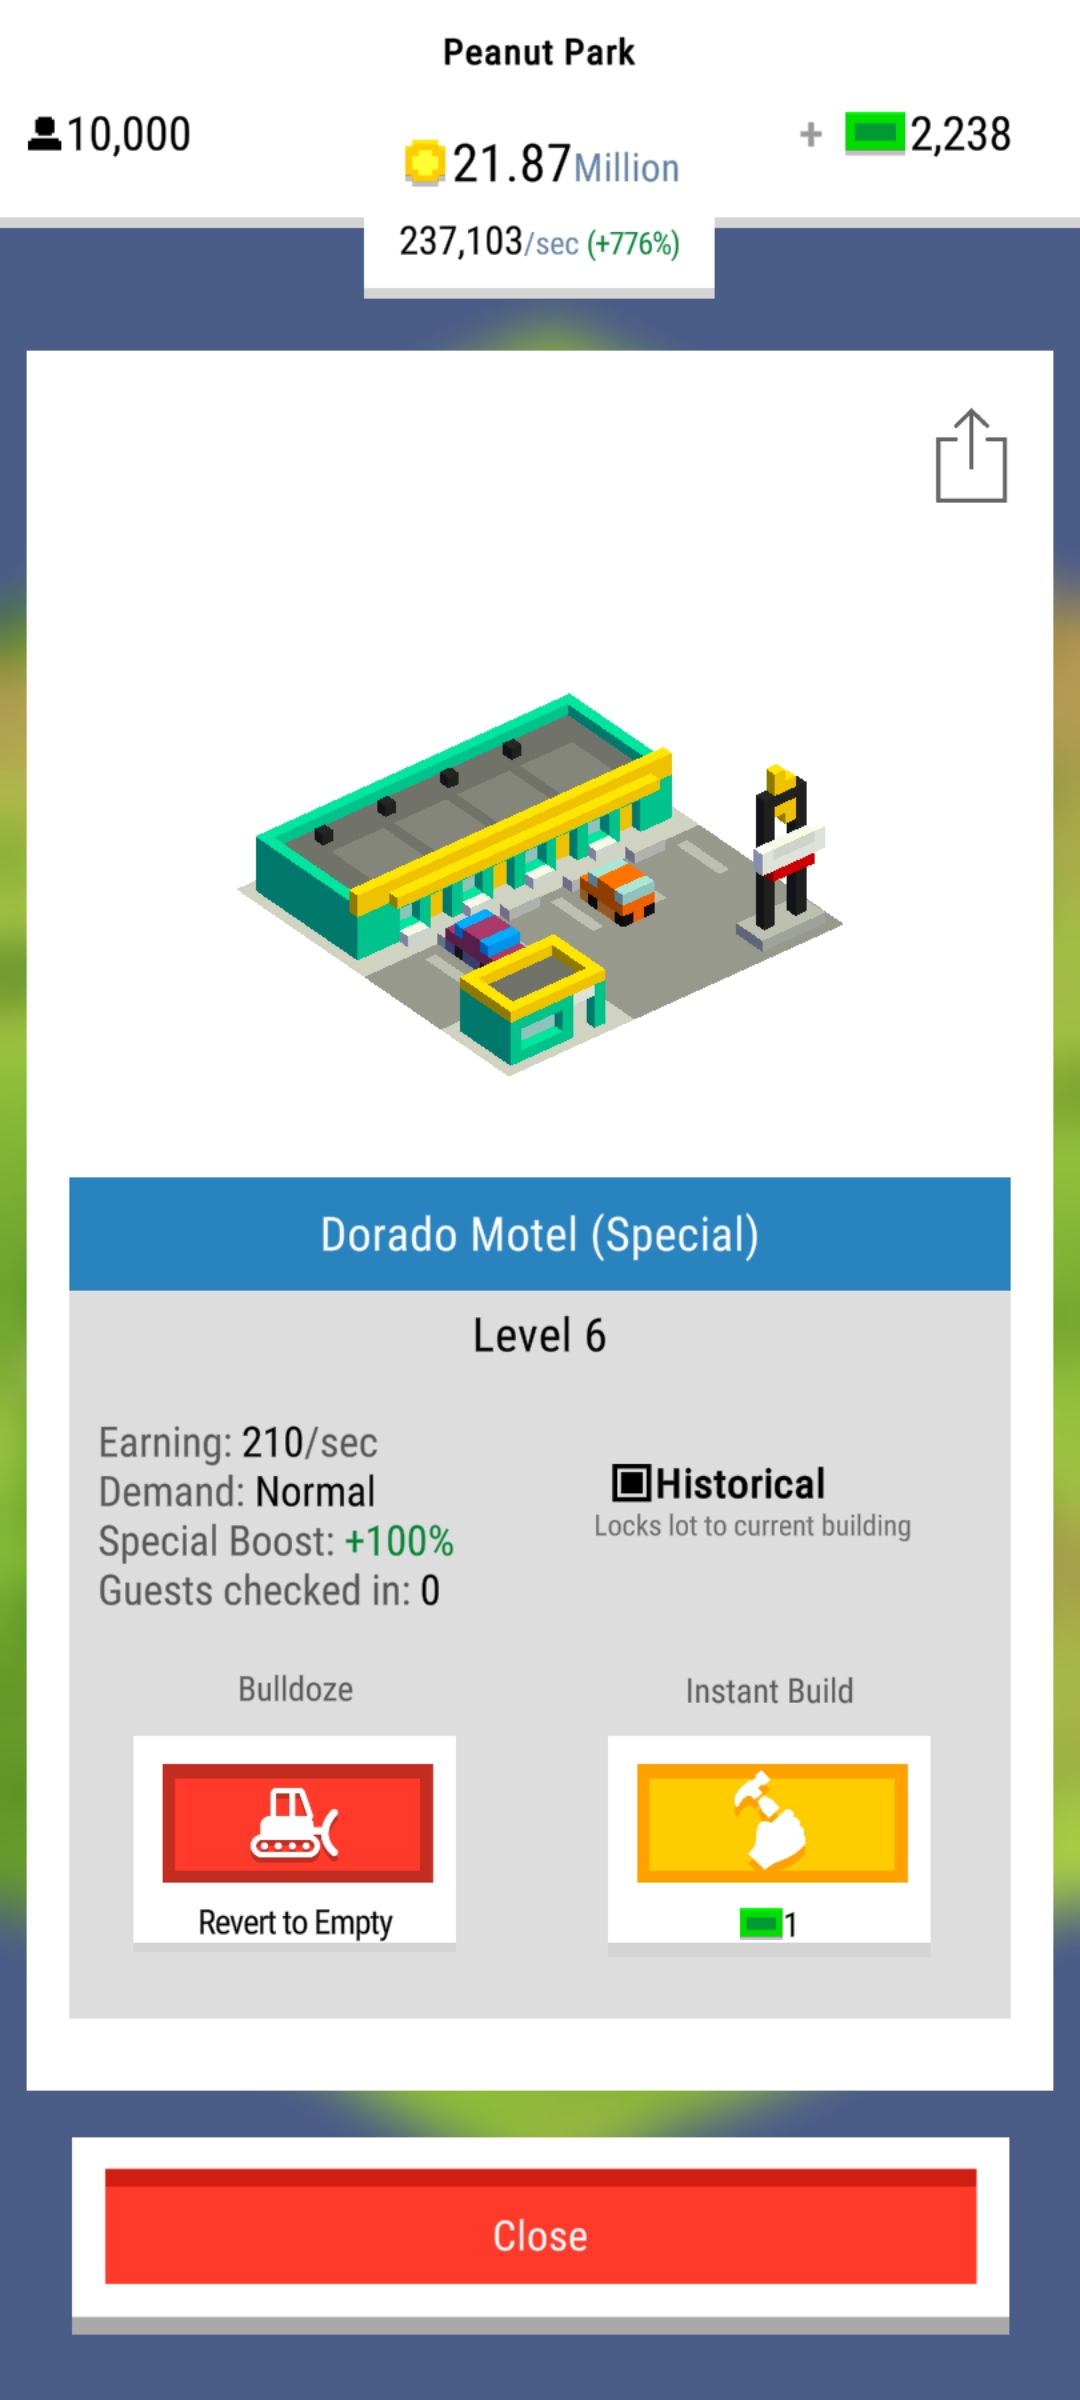 Peanut Park
10,000
+ 2,238
21.87Million
237,103/sec (+776%)
Dorado Motel (Special)
Level 6
Earning: 210/sec
Demand: Normal
Special Boost: +100%
Guests checked in: 0
Historical
Locks lot to current building
Bulldoze
Instant Build
Revert to Empty
1
Close